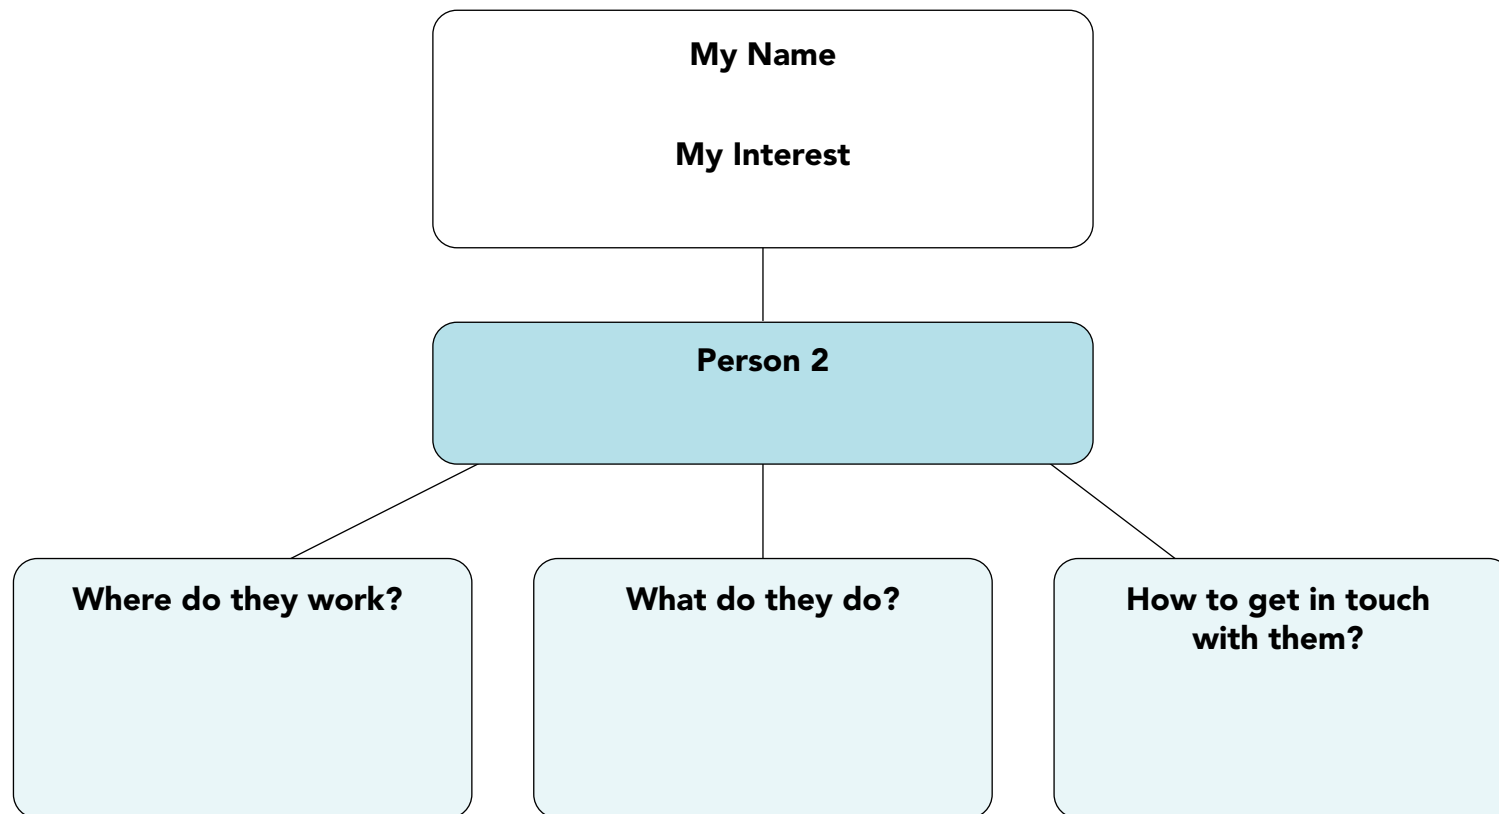 My Name
My Interest
Person 2
Where do they work?
What do they do?
How to get in touch
with them?